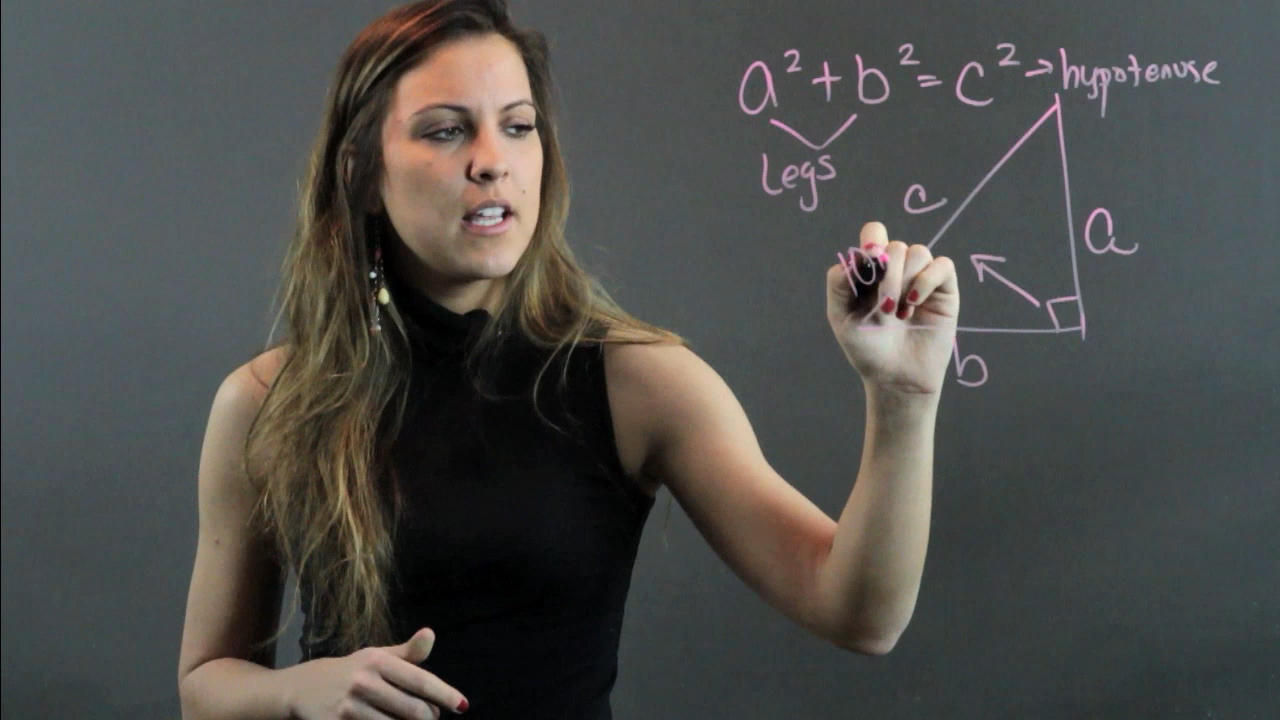 a² + b² = c² → hypotenuse
Legs
c
a
b